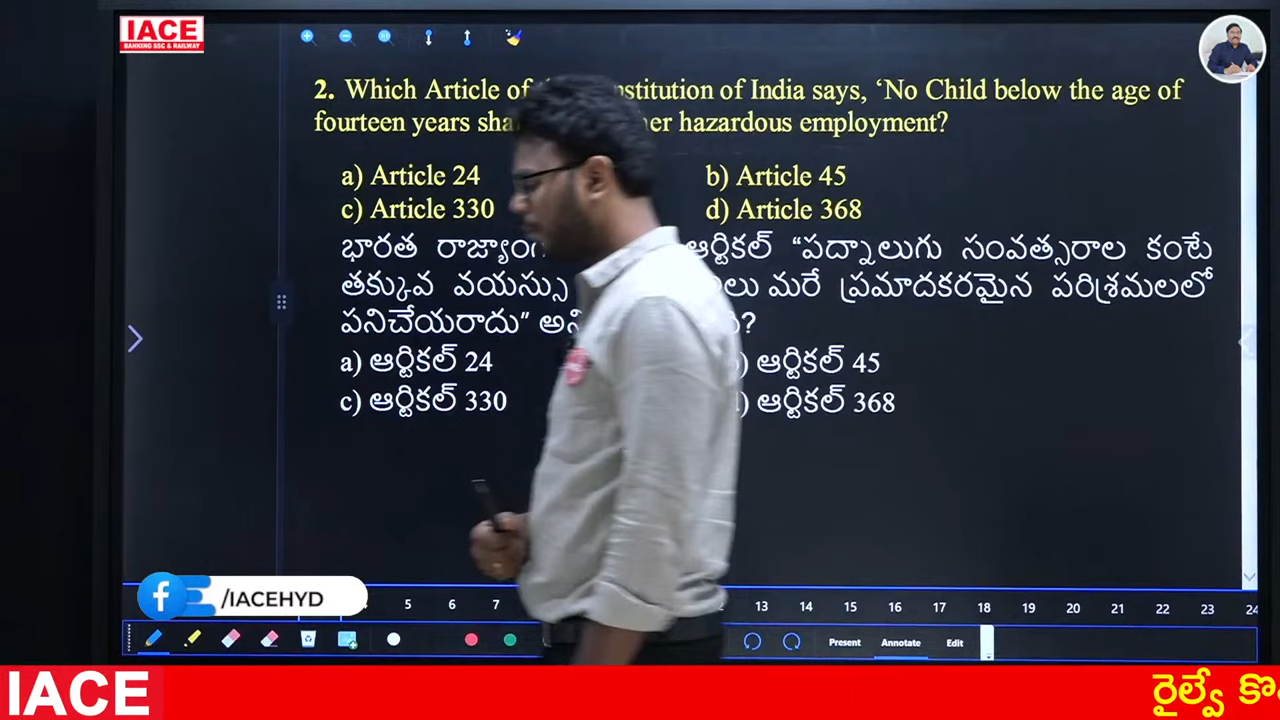 IACE
BANKING SSC & RAILWAY
2. Which Article of nstitution of India says, ‘No Child below the age of
fourteen years sha her hazardous employment?
a) Article 24 b) Article 45
c) Article 330 d) Article 368
భారత రాజ్యాంగ ఆర్టికల్ “పద్నాలుగు సంవత్సరాల కంటే
తక్కువ వయస్సు లు మరే ప్రమాదకరమైన పరిశ్రమలలో
పనిచేయరాదు” అని ?
a) ఆర్టికల్ 24 ) ఆర్టికల్ 45
c) ఆర్టికల్ 330 ) ఆర్టికల్ 368
/IACEHYD
5 6 7 13 14 15 16 17 18 19 20 21 22 23 24
Present Annotate Edit
IACE రైల్వే కొ